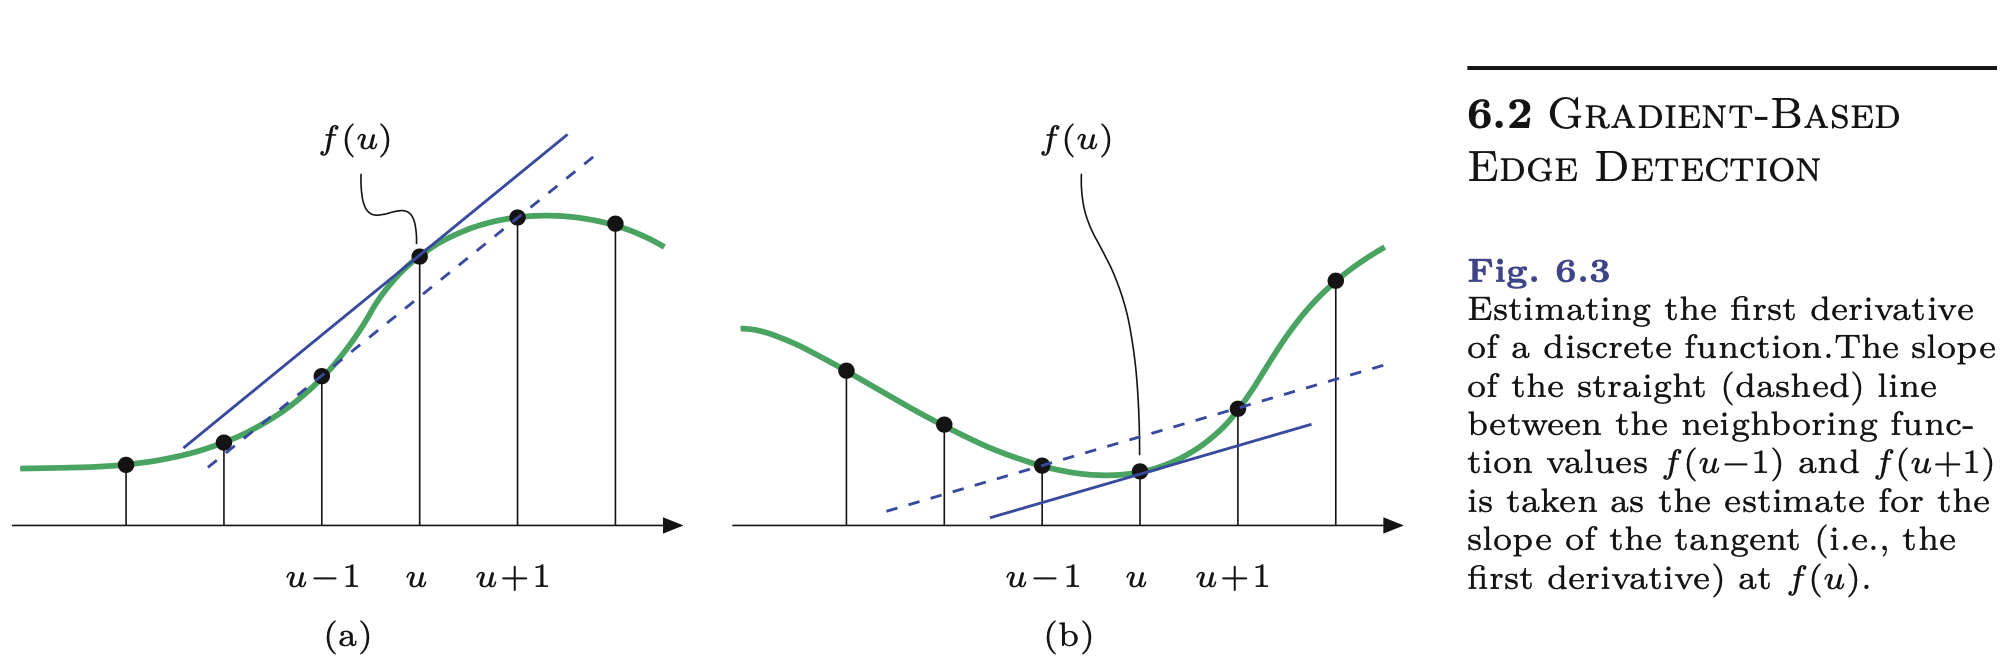 f(u)
u−1 u u+1
(a)
f(u)
u−1 u u+1
(b)
6.2 Gradient-Based
Edge Detection
Fig. 6.3
Estimating the first derivative
of a discrete function.The slope
of the straight (dashed) line
between the neighboring func-
tion values f(u−1) and f(u+1)
is taken as the estimate for the
slope of the tangent (i.e., the
first derivative) at f(u).